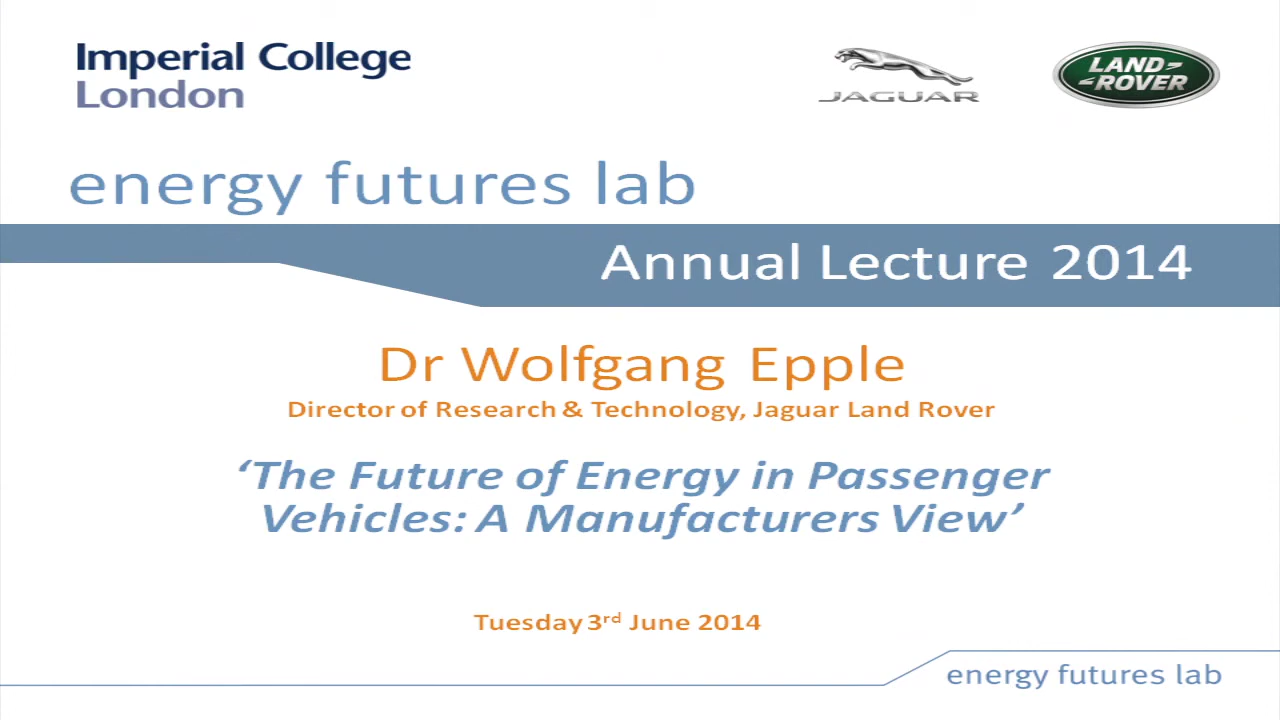 Imperial College
London
JAGUAR
LAND
ROVER
energy futures lab
Annual Lecture 2014
Dr Wolfgang Epple
Director of Research & Technology, Jaguar Land Rover
‘The Future of Energy in Passenger
Vehicles: A Manufacturers View’
Tuesday 3rd June 2014
energy futures lab